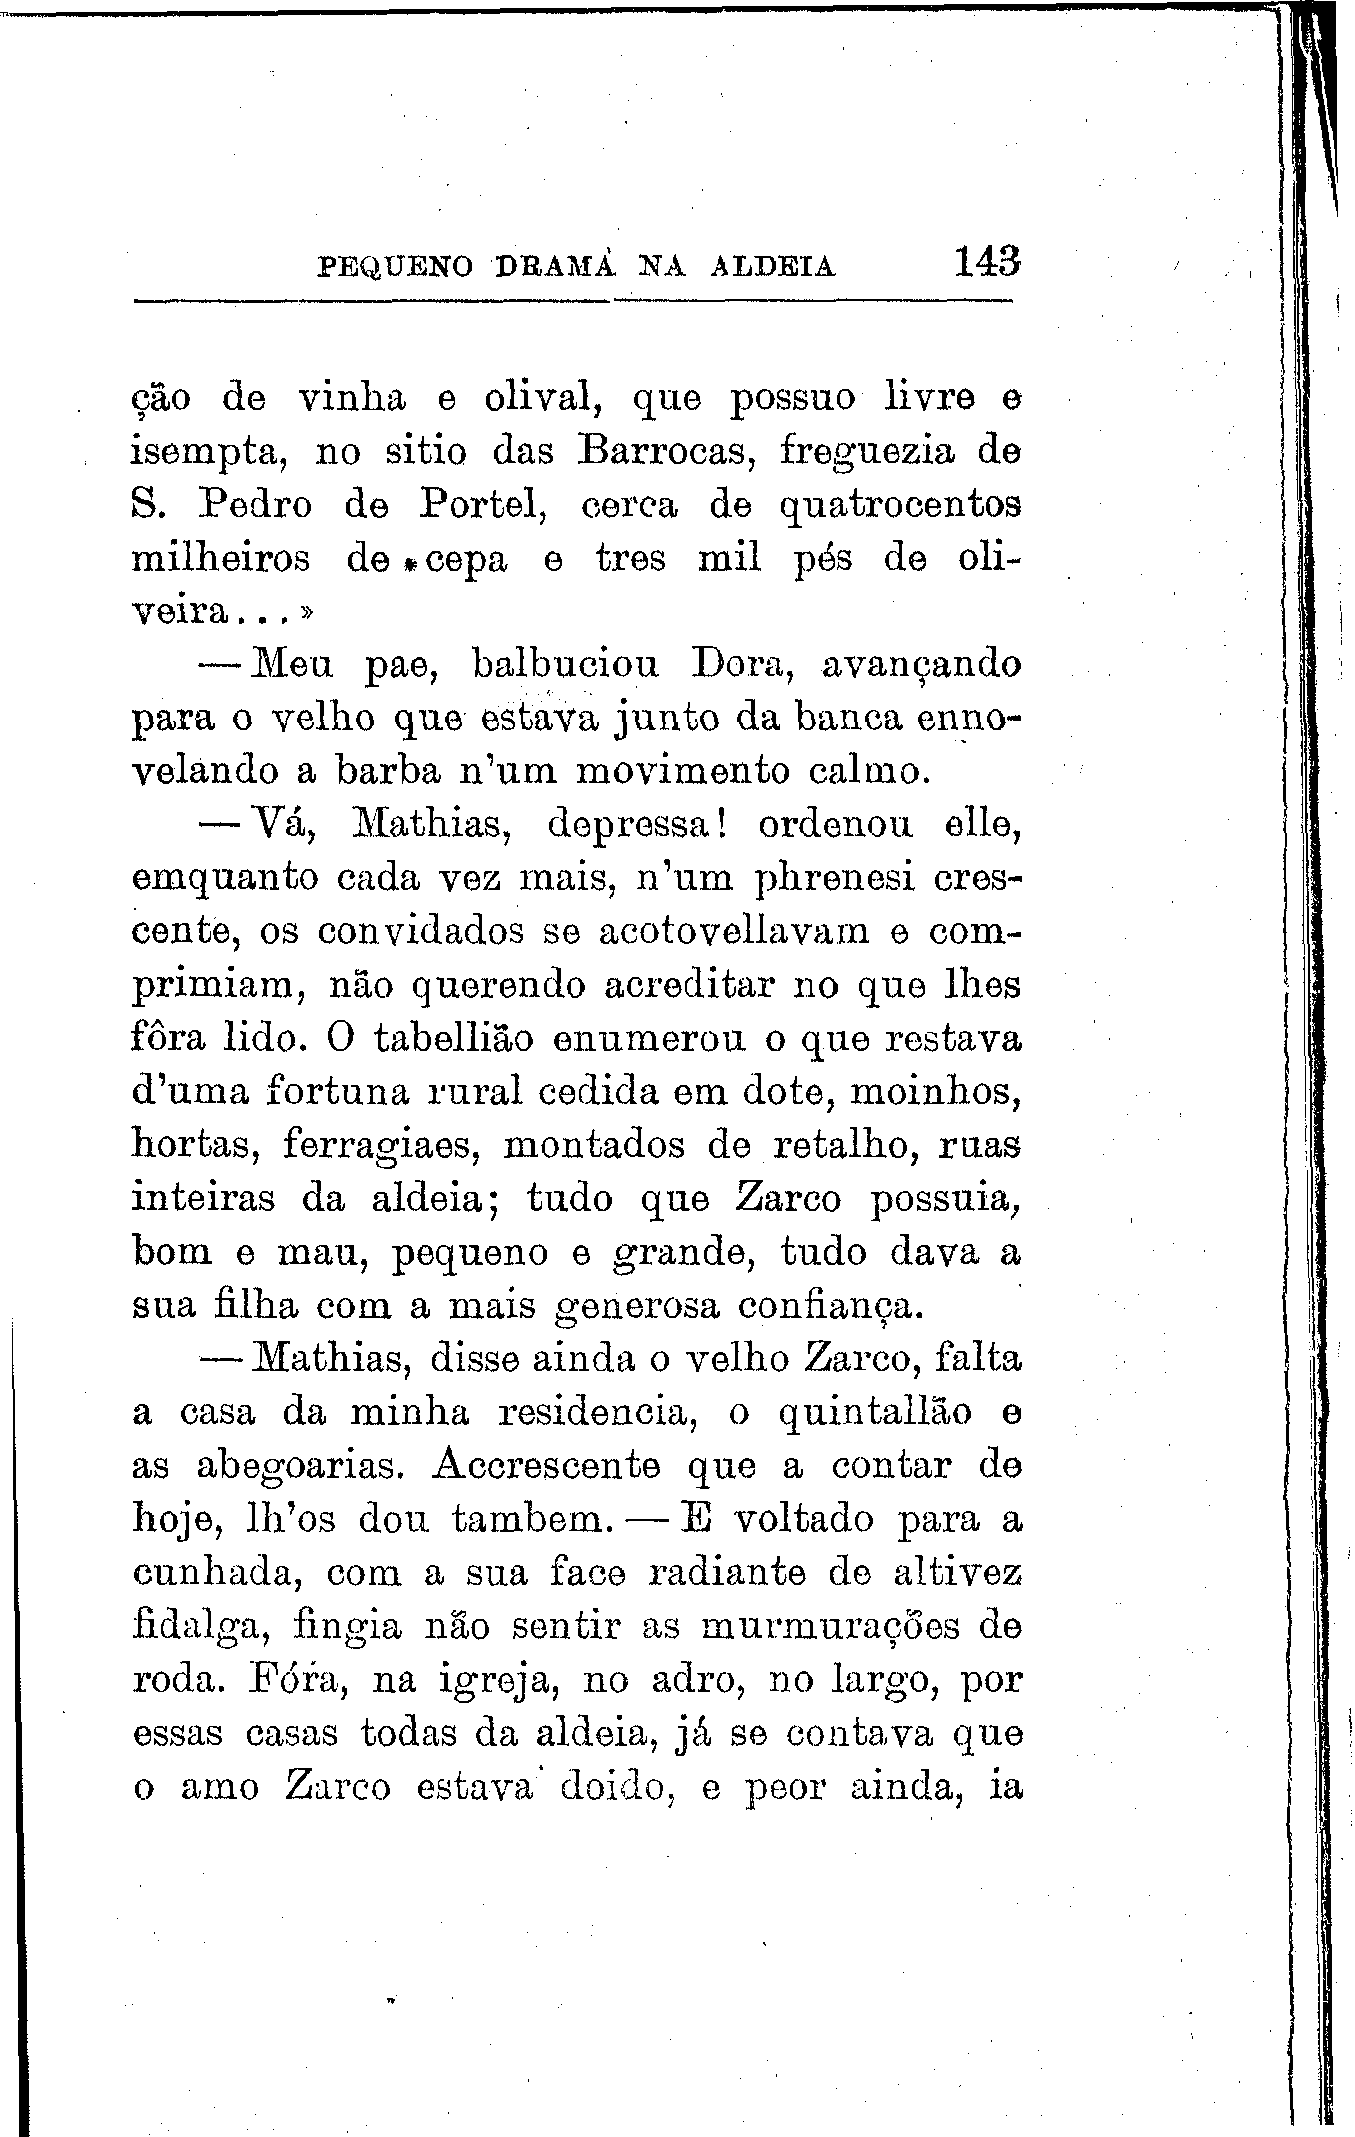 PEQUENO DRAMA NA ALDEIA 143
ção de vinha e olival, que possuo livre e
isempta, no sitio das Barrocas, freguezia de
S. Pedro de Portel, cerca de quatrocentos
milheiros de cepa e tres mil pés de oli-
veira...»
— Meu pae, balbuciou Dora, avançando
para o velho que estava junto da banca enno-
velando a barba n'um movimento calmo.
— Vá, Mathias, depressa! ordenou elle,
emquanto cada vez mais, n'um phrenesi cres-
cente, os convidados se acotovellavam e com-
primiam, não querendo acreditar no que lhes
fôra lido. O tabellião enumerou o que restava
d'uma fortuna rural cedida em dote, moinhos,
hortas, ferragiaes, montados de retalho, ruas
inteiras da aldeia; tudo que Zarco possuia,
bom e mau, pequeno e grande, tudo dava a
sua filha com a mais generosa confiança.
— Mathias, disse ainda o velho Zarco, falta
a casa da minha residencia, o quintallão e
as abegoarias. Accrescente que a contar de
hoje, lh'os dou tambem. — E voltado para a
cunhada, com a sua face radiante de altivez
fidalga, fingia não sentir as murmurações de
roda. Fóra, na igreja, no adro, no largo, por
essas casas todas da aldeia, já se contava que
o amo Zarco estava doido, e peor ainda, ia